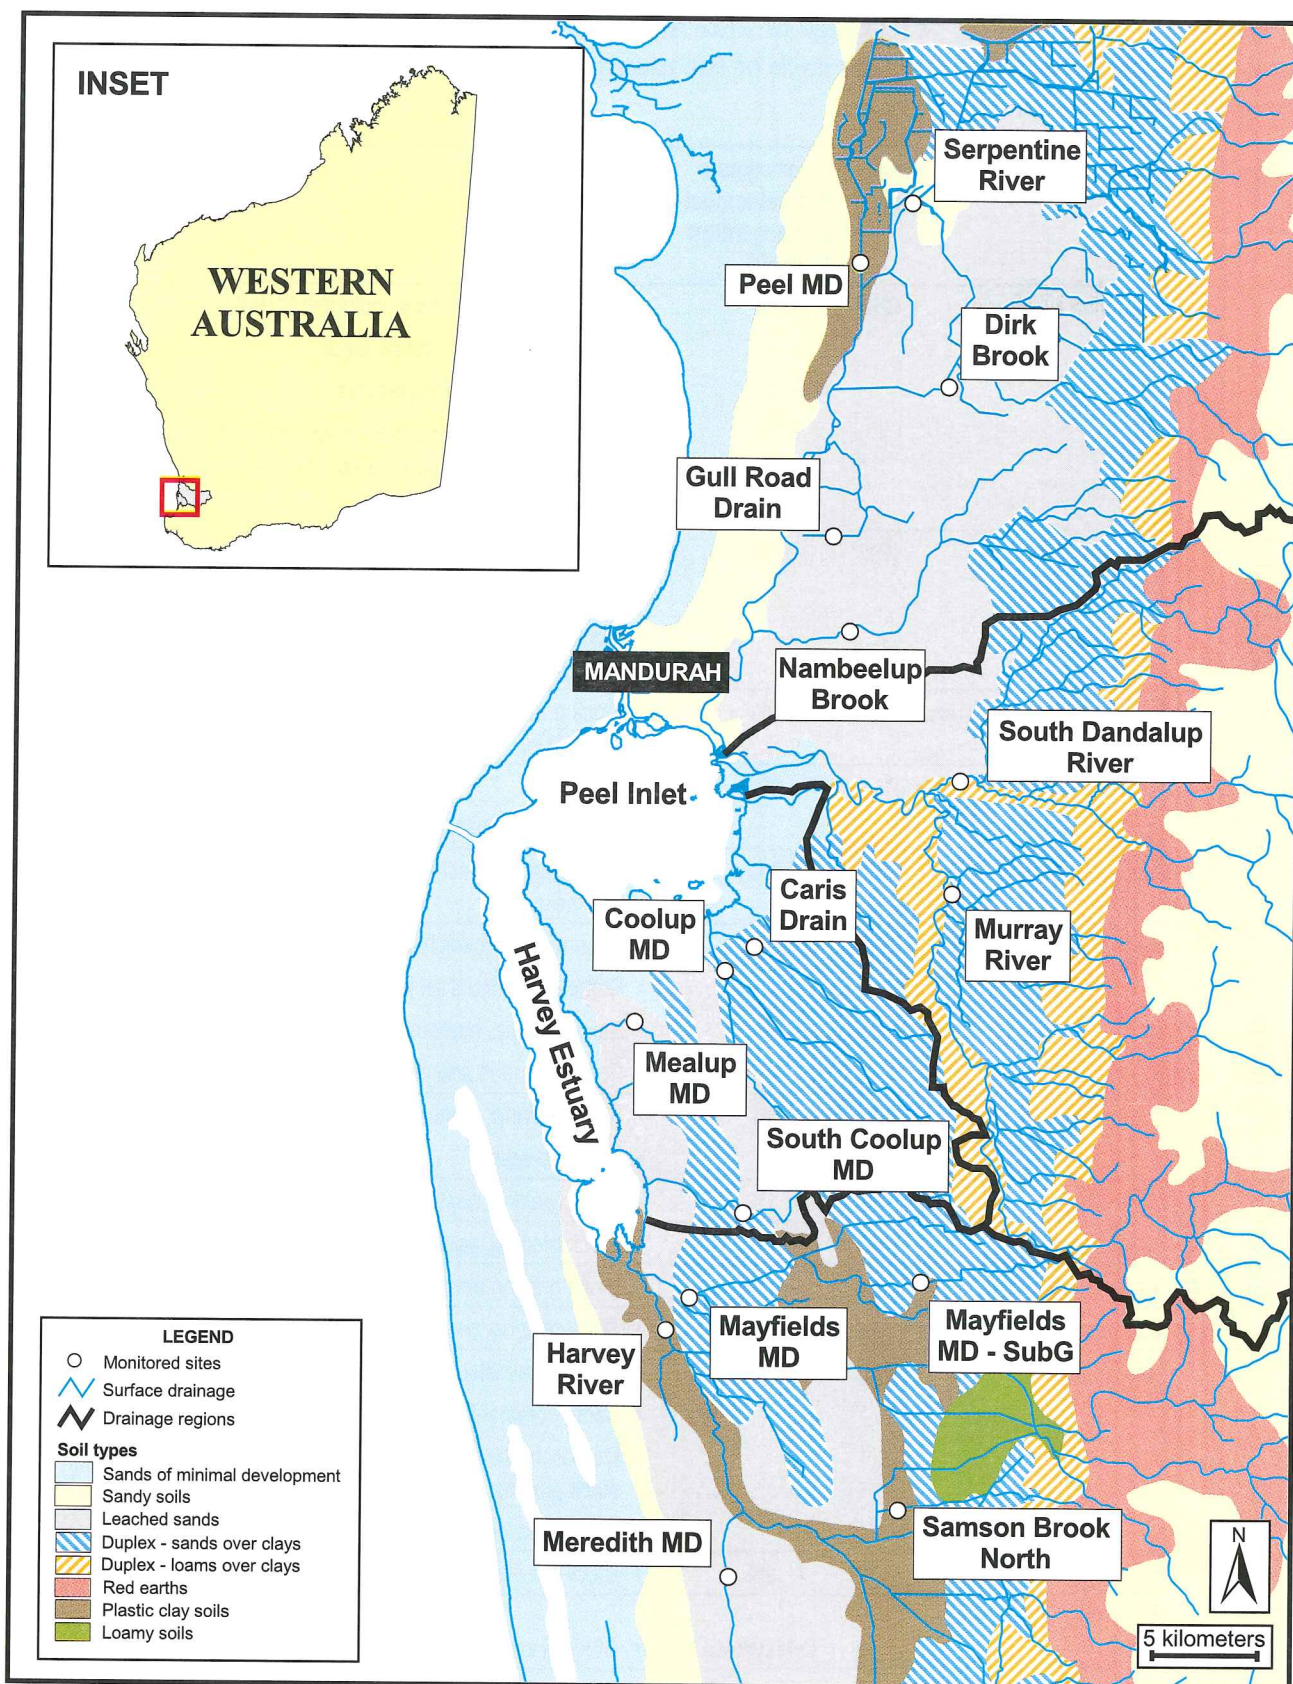 INSET
WESTERN
AUSTRALIA
Serpentine
River
Peel MD
Dirk
Brook
Gull Road
Drain
MANDURAH
Nambeelup
Brook
South Dandalup
River
Peel Inlet
Caris
Drain
Coolup
MD
Murray
River
Harvey Estuary
Mealup
MD
South Coolup
MD
Mayfields
MD
Mayfields
MD - SubG
Harvey
River
Meredith MD
Samson Brook
North
LEGEND
Monitored sites
Surface drainage
Drainage regions
Soil types
Sands of minimal development
Sandy soils
Leached sands
Duplex - sands over clays
Duplex - loams over clays
Red earths
Plastic clay soils
Loamy soils
N
5 kilometers